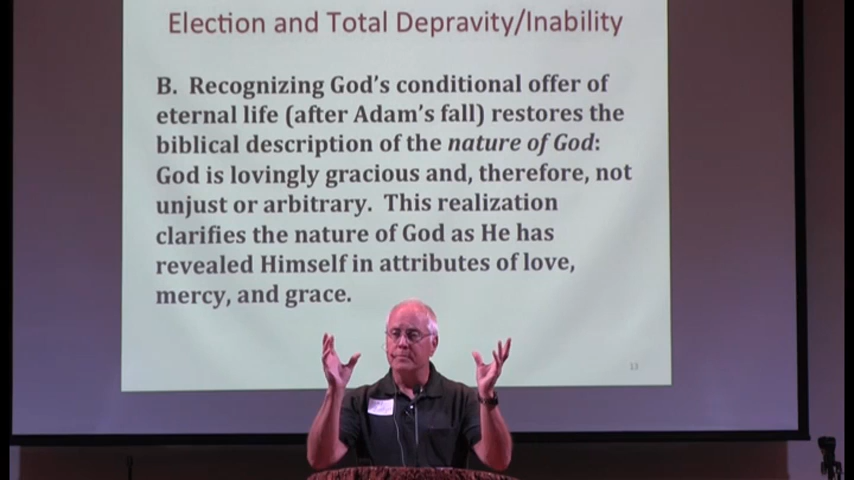 Election and Total Depravity/Inability
B. Recognizing God's conditional offer of
eternal life (after Adam's fall) restores the
biblical description of the nature of God:
God is lovingly gracious and, therefore, not
unjust or arbitrary. This realization
clarifies the nature of God as He has
revealed Himself in attributes of love,
mercy, and grace.
13